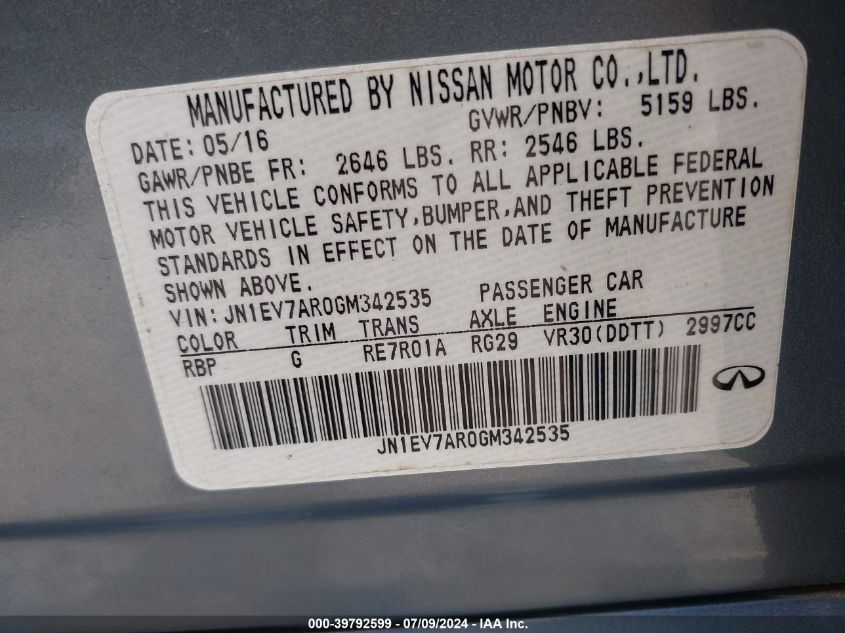 MANUFACTURED BY NISSAN MOTOR CO.,LTD.
DATE: 05/16 GVWR/PNBV: 5159 LBS.
GAWR/PNBE FR: 2646 LBS. RR: 2546 LBS.
THIS VEHICLE CONFORMS TO ALL APPLICABLE FEDERAL
MOTOR VEHICLE SAFETY,BUMPER,AND THEFT PREVENTION
STANDARDS IN EFFECT ON THE DATE OF MANUFACTURE
SHOWN ABOVE.
VIN: JN1EV7AR0GM342535 PASSENGER CAR
COLOR TRIM TRANS AXLE ENGINE
RBP G RE7R01A RG29 VR30(DDTT) 2997CC
JN1EV7AR0GM342535
000-39792599 - 07/09/2024 - IAA Inc.